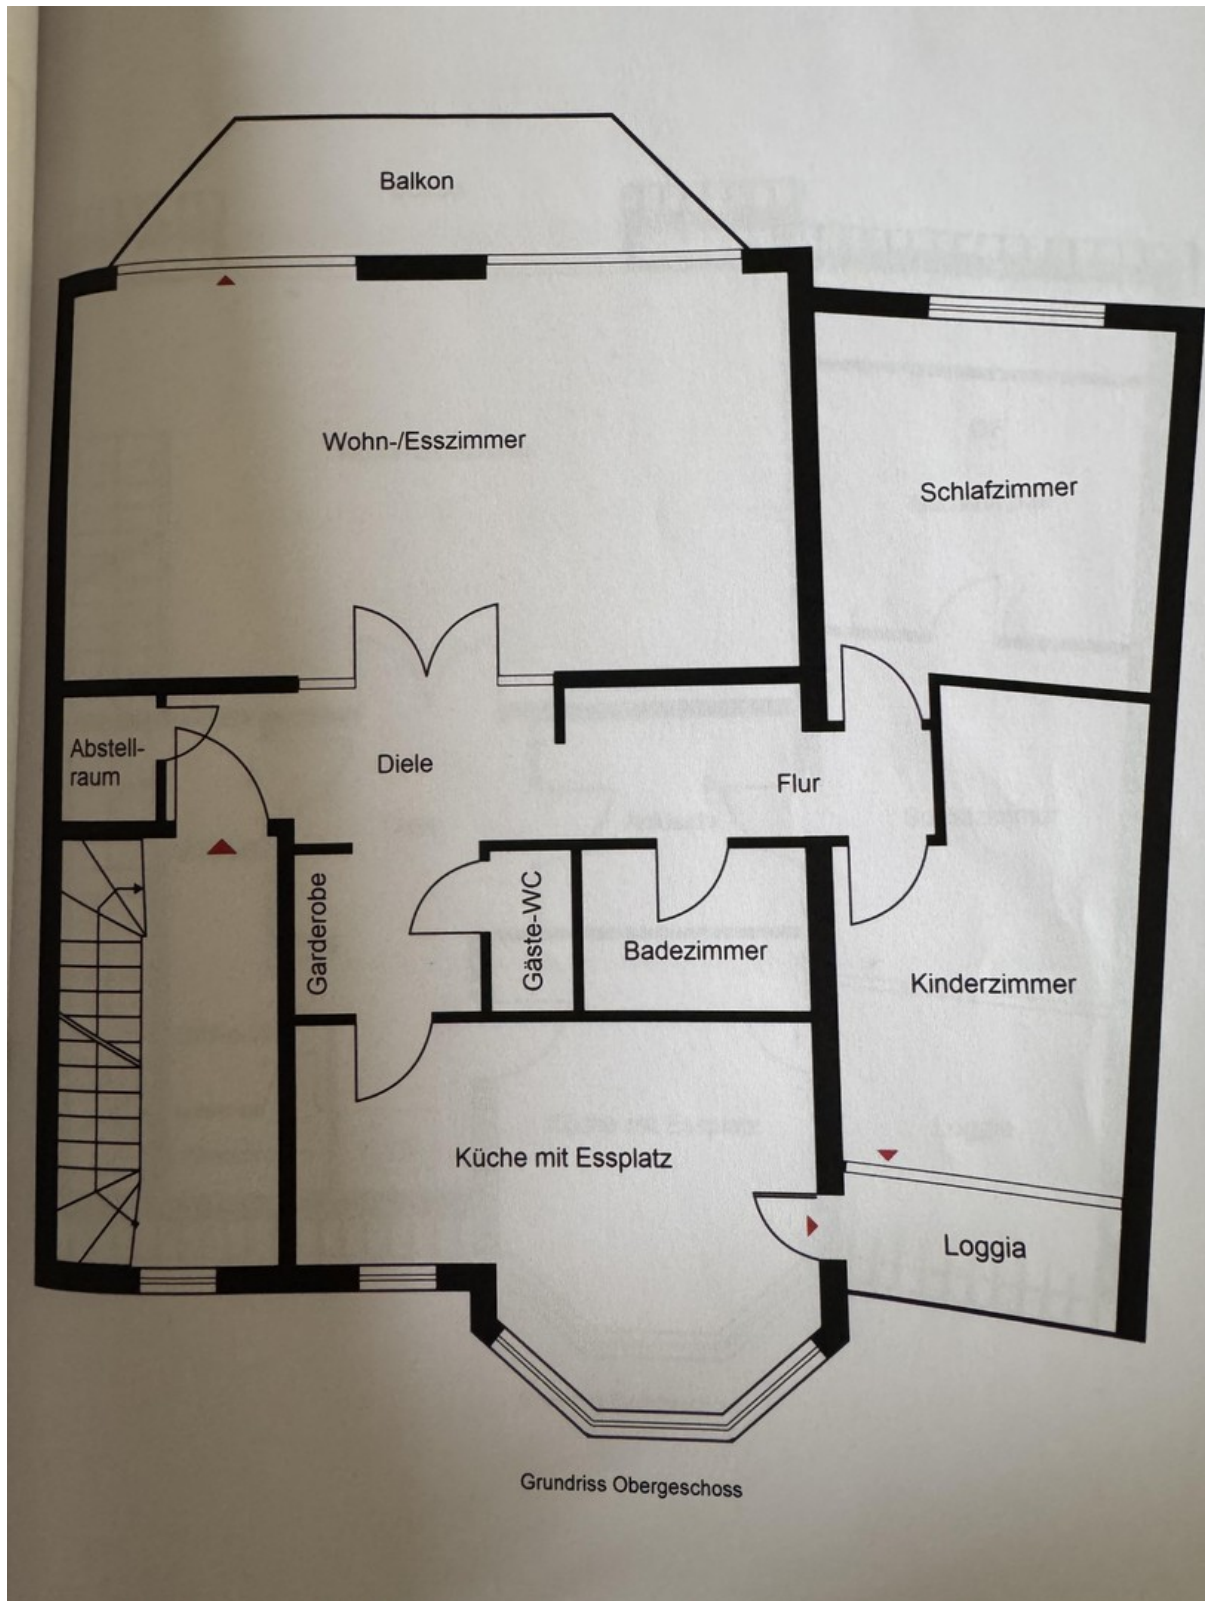 Balkon
Wohn-/Esszimmer
Schlafzimmer
Abstell-
raum
Diele
Flur
Garderobe
Gäste-WC
Badezimmer
Kinderzimmer
Küche mit Essplatz
Loggia
Grundriss Obergeschoss